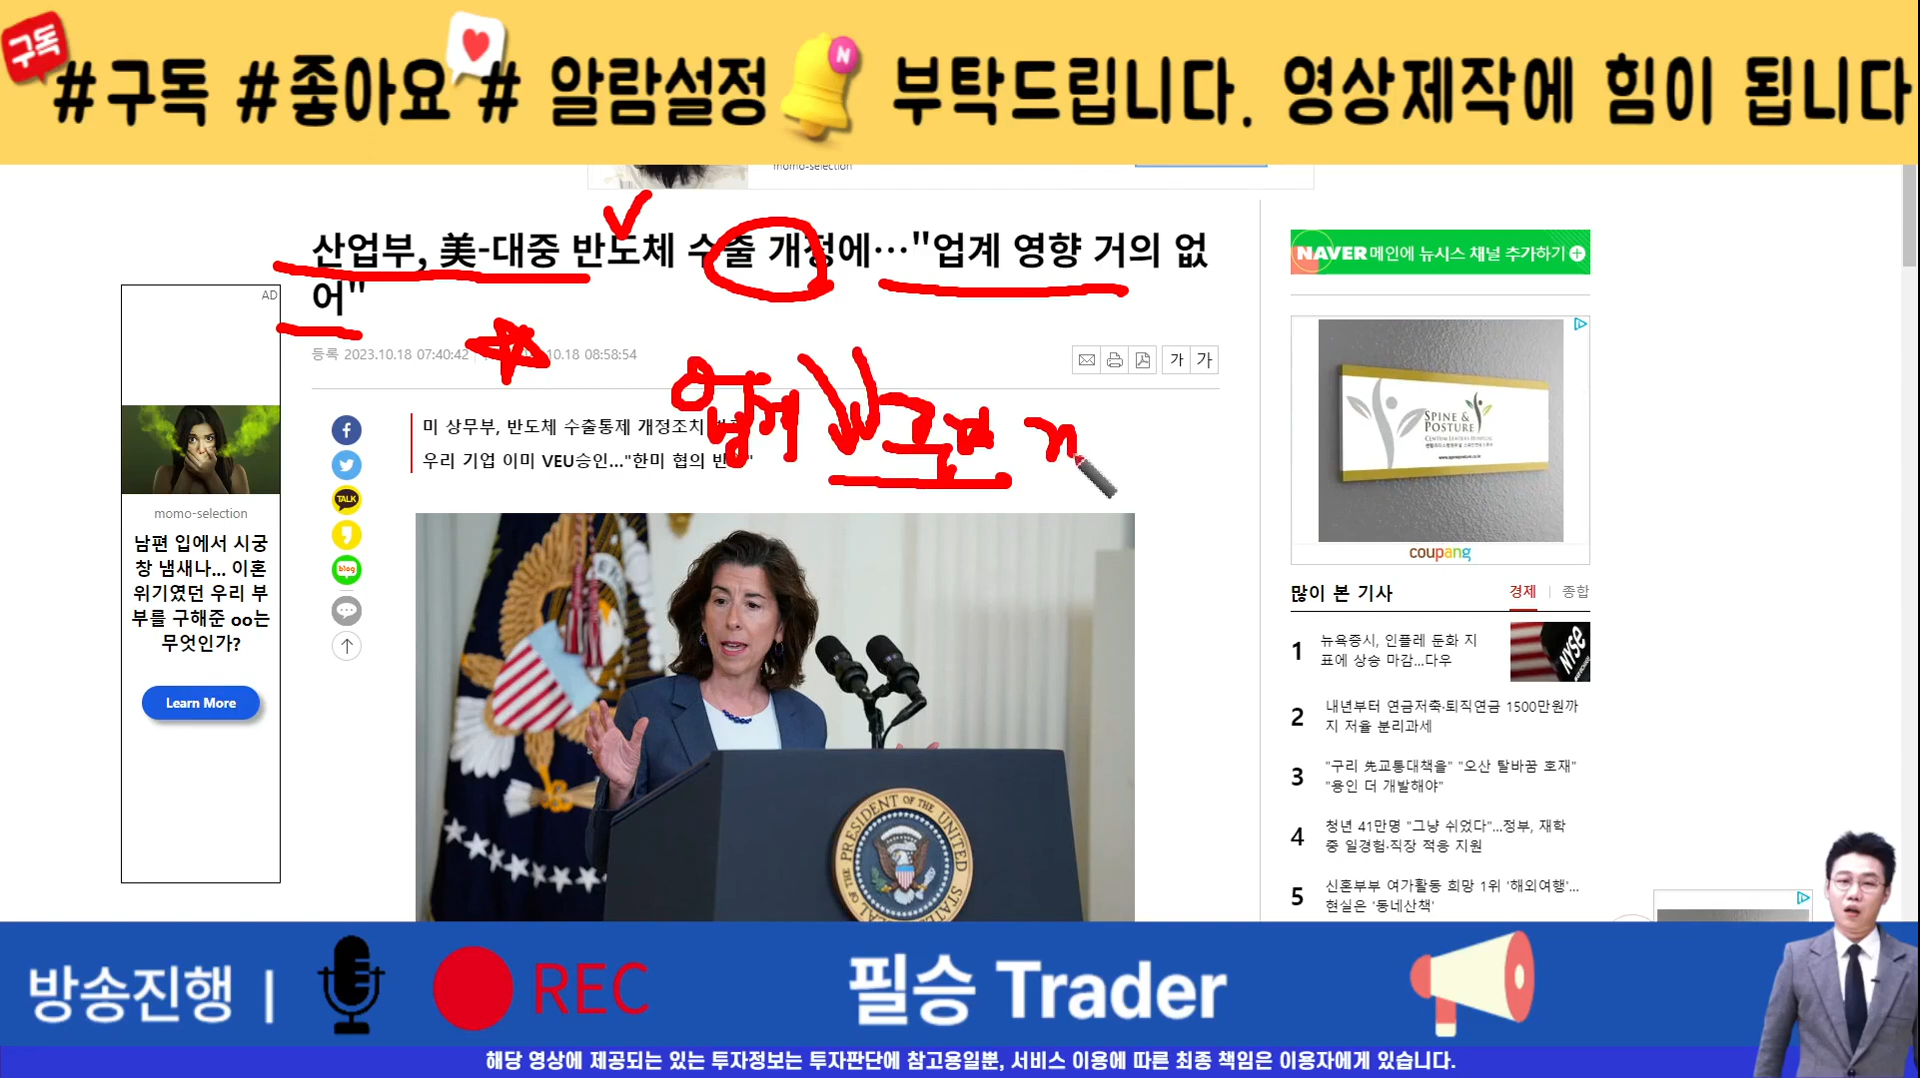 구독
#구독 #좋아요 # 알람설정 N 부탁드립니다. 영상제작에 힘이 됩니다
momo-selection
산업부, 美-대중 반도체 수출 개정에…"업계 영향 거의 없
어"
등록 2023.10.18 07:40:42
10.18 08:58:54
가 가
미 상무부, 반도체 수출통제 개정조치
우리 기업 이미 VEU승인..."한미 협의 반
업계
f
TALK
blog
AD
momo-selection
남편 입에서 시궁
창 냄새나... 이혼
위기였던 우리 부
부를 구해준 oo는
무엇인가?
Learn More
SEAL OF THE PRESIDENT OF THE UNITED
NAVER 메인에 뉴시스 채널 추가하기
SPINE &
POSTURE
coupang
많이 본 기사
경제 | 종합
1 뉴욕증시, 인플레 둔화 지
표에 상승 마감...다우
NYSE
2 내년부터 연금저축·퇴직연금 1500만원까
지 저율 분리과세
3 "구리 先교통대책을" "오산 탈바꿈 호재"
"용인 더 개발해야"
4 청년 41만명 "그냥 쉬었다"...정부, 재학
중 일경험·직장 적응 지원
5 신혼부부 여가활동 희망 1위 '해외여행'...
현실은 '동네산책'
방송진행 | REC 필승 Trader
해당 영상에 제공되는 있는 투자정보는 투자판단에 참고용일뿐, 서비스 이용에 따른 최종 책임은 이용자에게 있습니다.